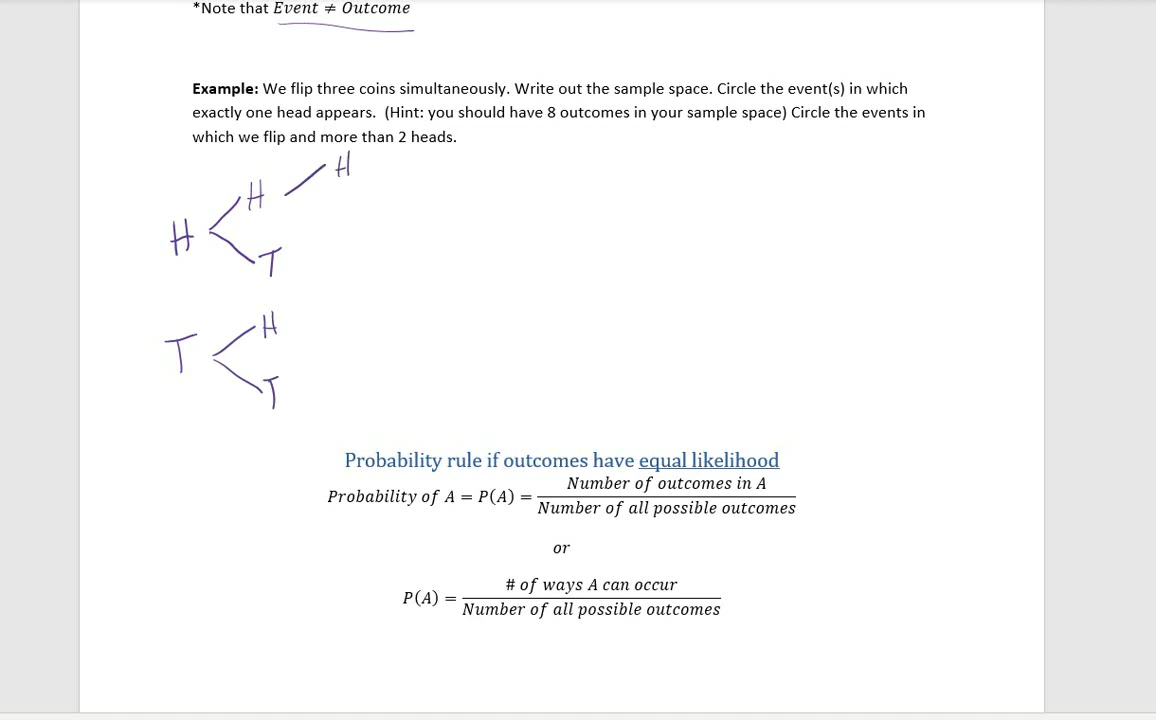 *Note that Event ≠ Outcome
Example: We flip three coins simultaneously. Write out the sample space. Circle the event(s) in which
exactly one head appears. (Hint: you should have 8 outcomes in your sample space) Circle the events in
which we flip and more than 2 heads.
H
H
H
T
H
T
T
Probability rule if outcomes have equal likelihood
Probability of A = P(A) = Number of outcomes in A
Number of all possible outcomes
or
P(A) = # of ways A can occur
Number of all possible outcomes